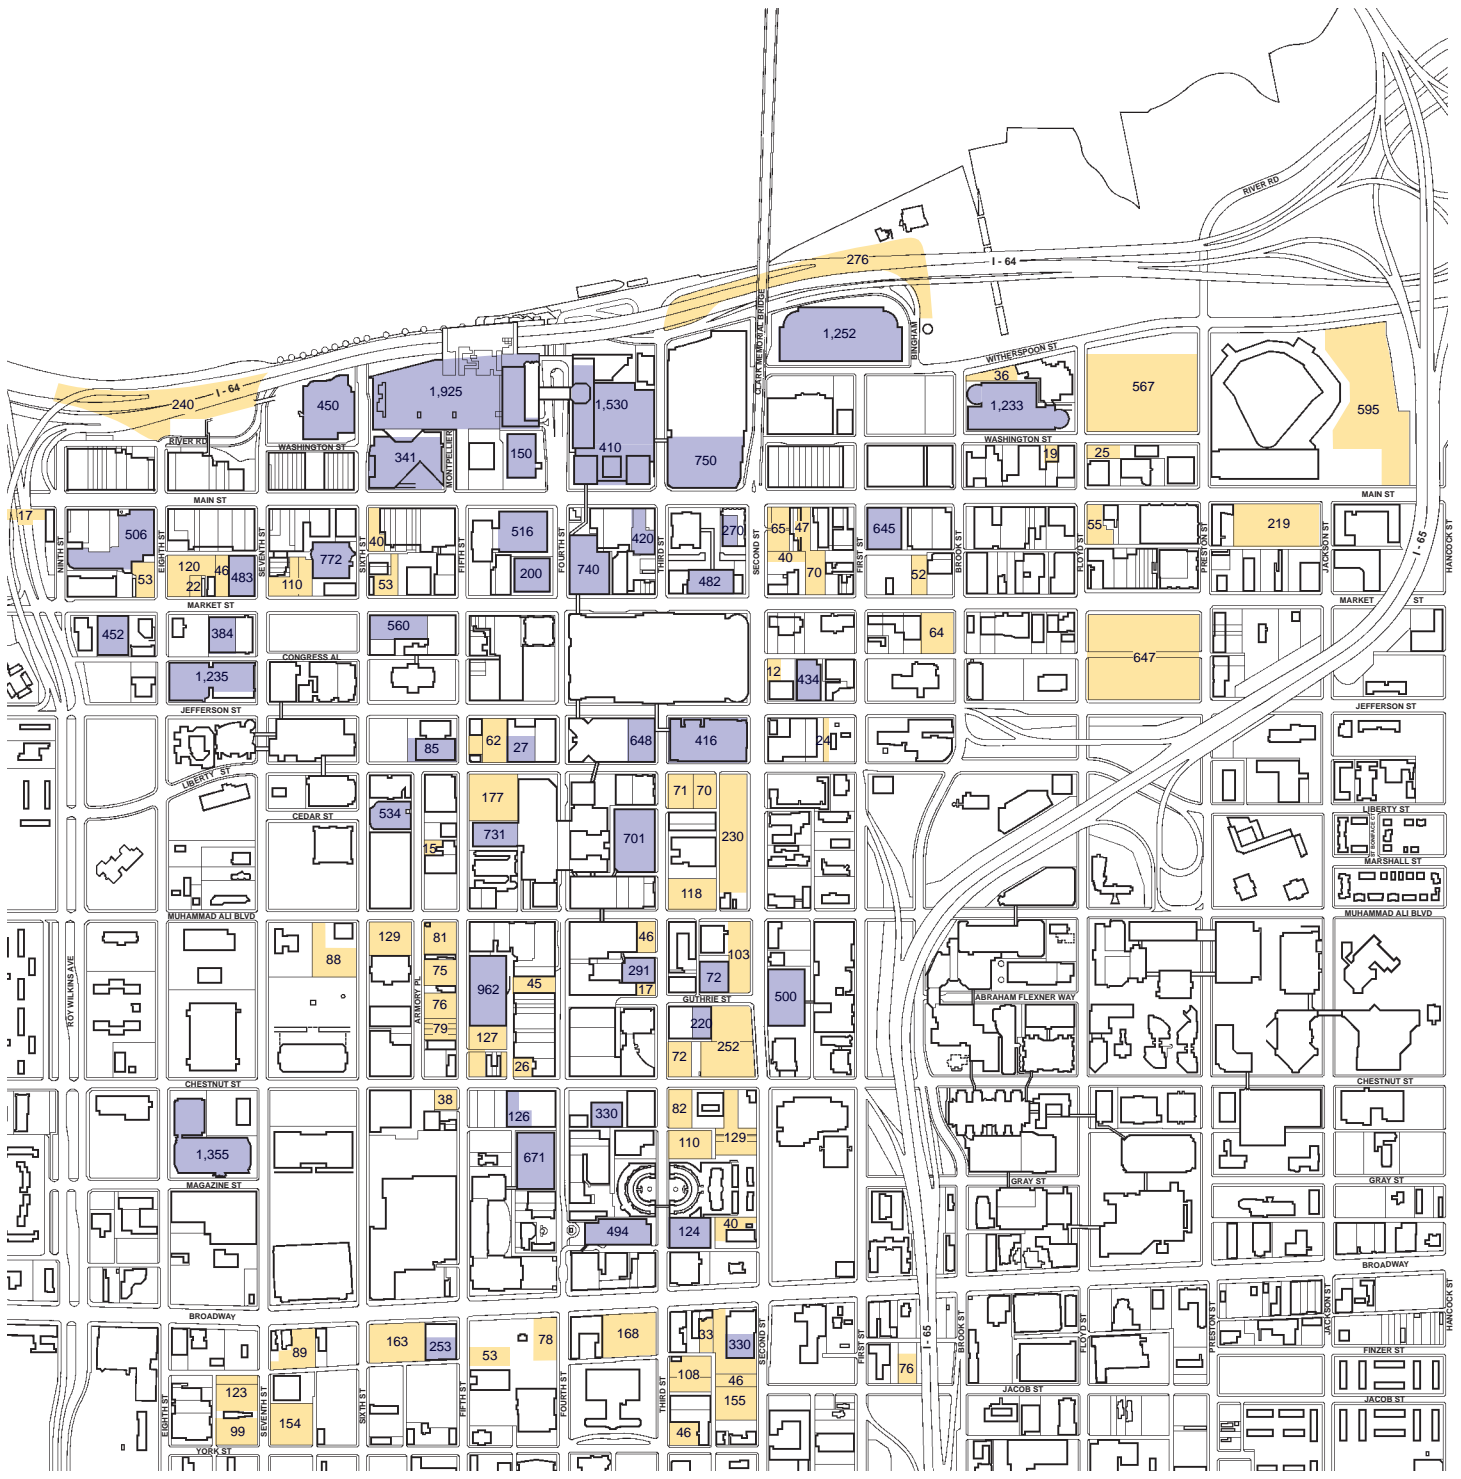 RIVER RD
276
I - 64
CLARK MEMORIAL BRIDGE
1,252
BINGHAM
WITHERSPOON ST
36
567
595
1,233
I - 64
240
450
1,925
1,530
RIVER RD
WASHINGTON ST
341
MONTPELIER
150
410
750
WASHINGTON ST
19
25
MAIN ST
MAIN ST
17
506
40
516
420
270
65
47
645
55
219
NINTH ST
EIGHTH ST
SEVENTH ST
SIXTH ST
FIFTH ST
FOURTH ST
THIRD ST
SECOND ST
FIRST ST
BROOK ST
FLOYD ST
PRESTON ST
JACKSON ST
I - 65
HANCOCK ST
53
120
22
46
483
772
110
53
200
740
482
40
70
52
MARKET ST
MARKET
ST
452
384
560
64
CONGRESS AL
647
1,235
12
434
JEFFERSON ST
JEFFERSON ST
85
62
27
648
416
24
LIBERTY ST
177
71
70
LIBERTY ST
CEDAR ST
534
15
731
701
230
ST BONIFACE CT
MARSHALL ST
118
MUHAMMAD ALI BLVD
MUHAMMAD ALI BLVD
88
129
81
46
103
ROY WILKINS AVE
ARMORY PL
75
962
45
291
17
72
500
76
GUTHRIE ST
ABRAHAM FLEXNER WAY
79
127
26
220
72
252
CHESTNUT ST
CHESTNUT ST
38
126
330
82
110
129
1,355
671
MAGAZINE ST
GRAY ST
GRAY ST
494
124
40
BROADWAY
BROADWAY
163
253
89
53
78
168
33
330
I - 65
SECOND ST
FIRST ST
BROOK ST
FLOYD ST
PRESTON ST
JACKSON ST
HANCOCK ST
FINZER ST
108
46
76
EIGHTH ST
123
SEVENTH ST
SIXTH ST
FIFTH ST
FOURTH ST
THIRD ST
JACOB ST
JACOB ST
99
154
155
46
YORK ST